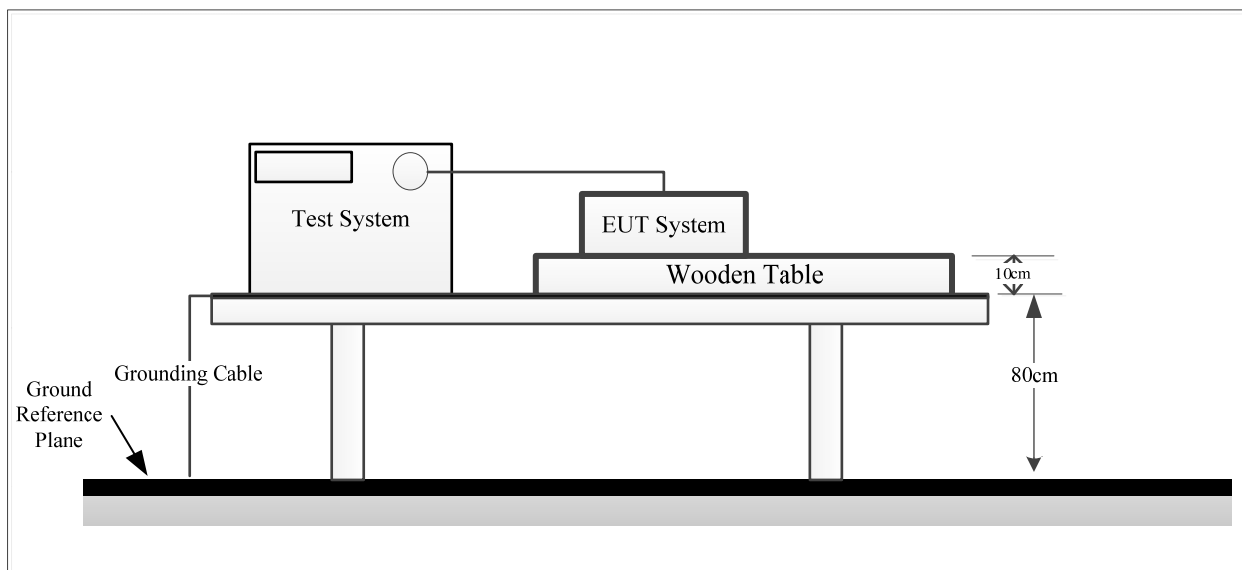 Test System
EUT System
Wooden Table
10cm
Grounding Cable
80cm
Ground
Reference
Plane